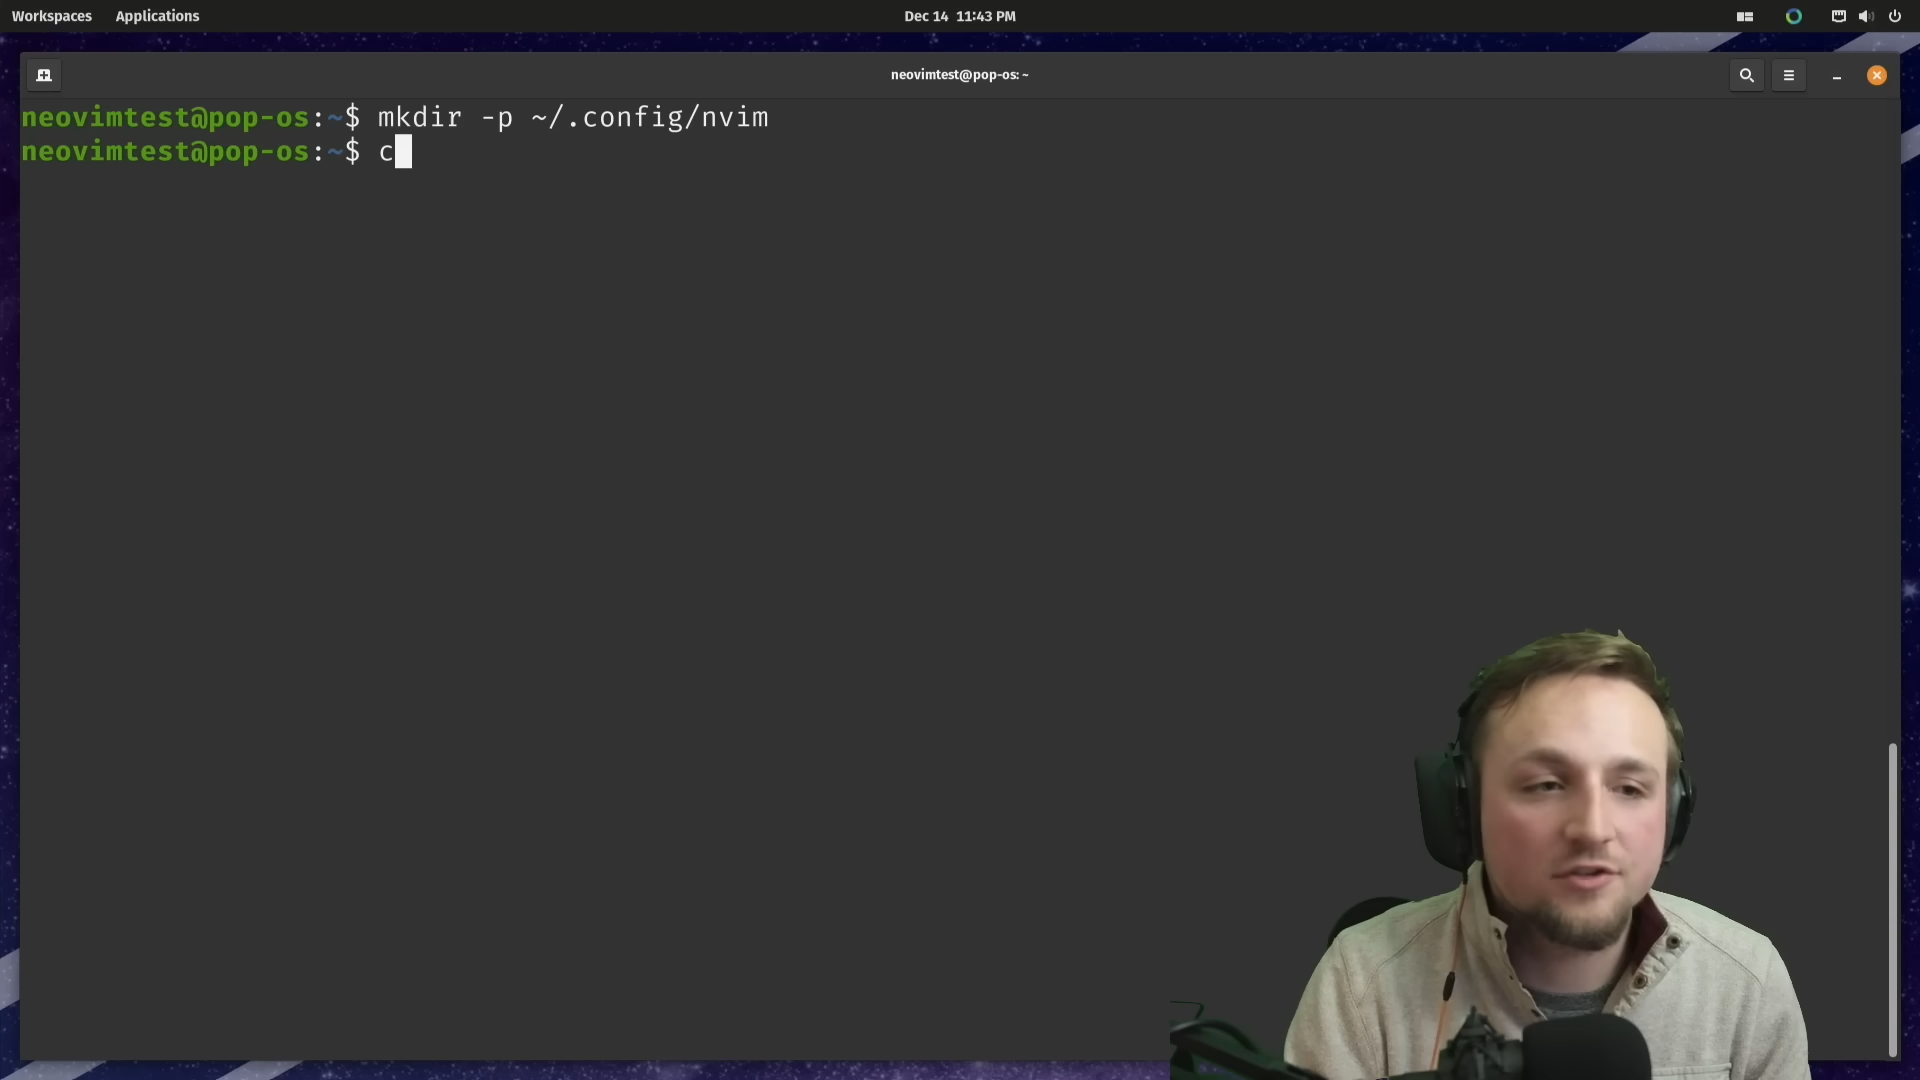 Workspaces Applications Dec 14 11:43 PM
neovimtest@pop-os: ~
neovimtest@pop-os:~$ mkdir -p ~/.config/nvim
neovimtest@pop-os:~$ c